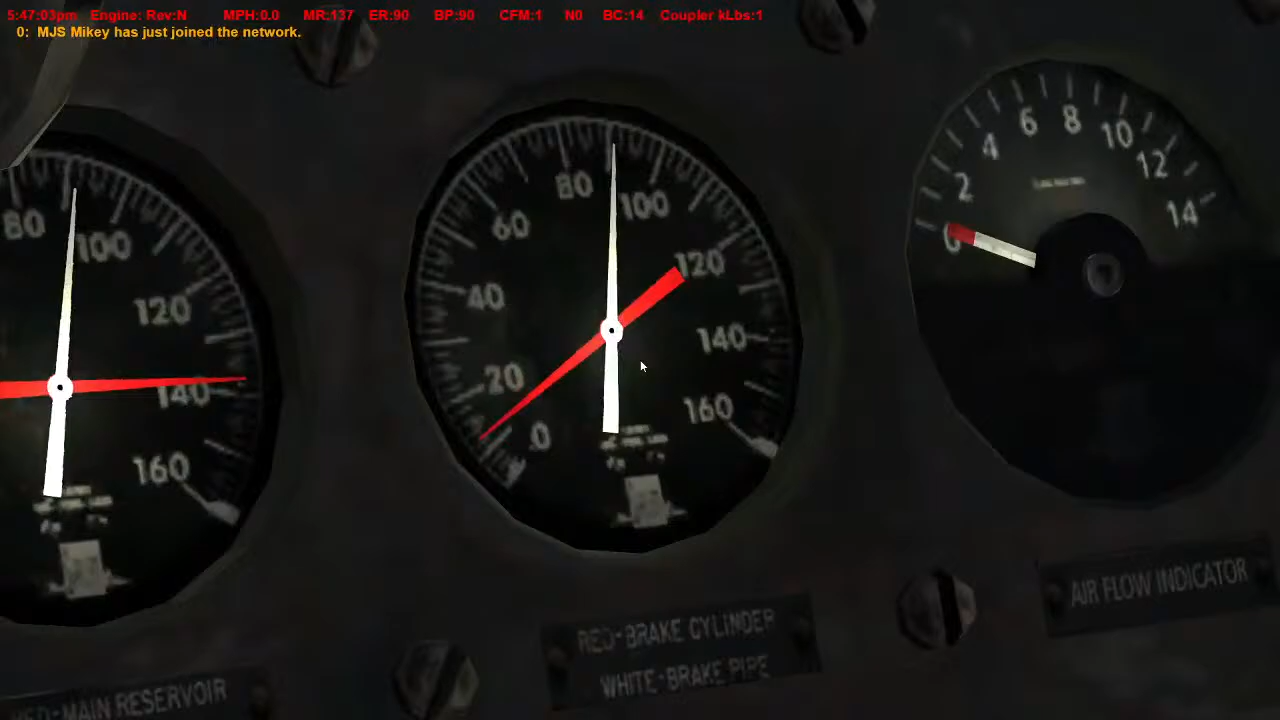 5:47:03pm Engine: Rev:N MPH:0.0 MR:137 ER:90 BP:90 CFM:1 N0 BC:14 Coupler kLbs:1
0: MJS Mikey has just joined the network.
80 100 120 140 160
0 20 40 60 80 100 120 140 160
0 2 4 6 8 10 12 14
AIR FLOW INDICATOR
RED-BRAKE CYLINDER
WHITE-BRAKE PIPE
RED-MAIN RESERVOIR